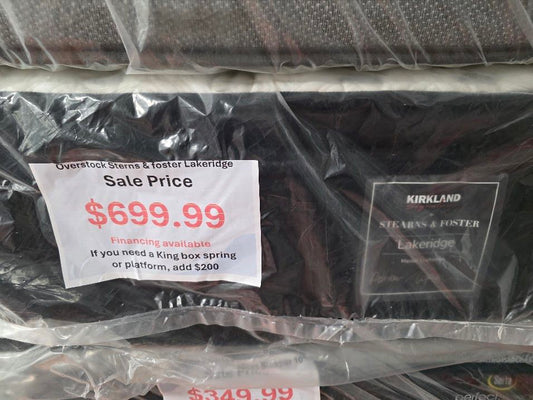 Overstock Sterns & foster Lakeridge
Sale Price
$699.99
Financing available
If you need a King box spring
or platform, add $200
KIRKLAND
STEARNS & FOSTER
Lakeridge
$349.99
perfect